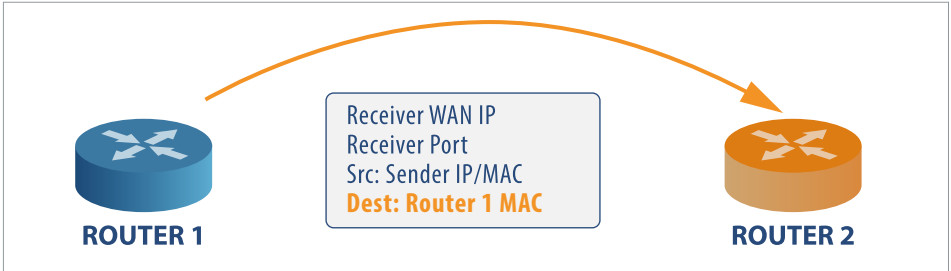 Receiver WAN IP
Receiver Port
Src: Sender IP/MAC
Dest: Router 1 MAC
ROUTER 1
ROUTER 2